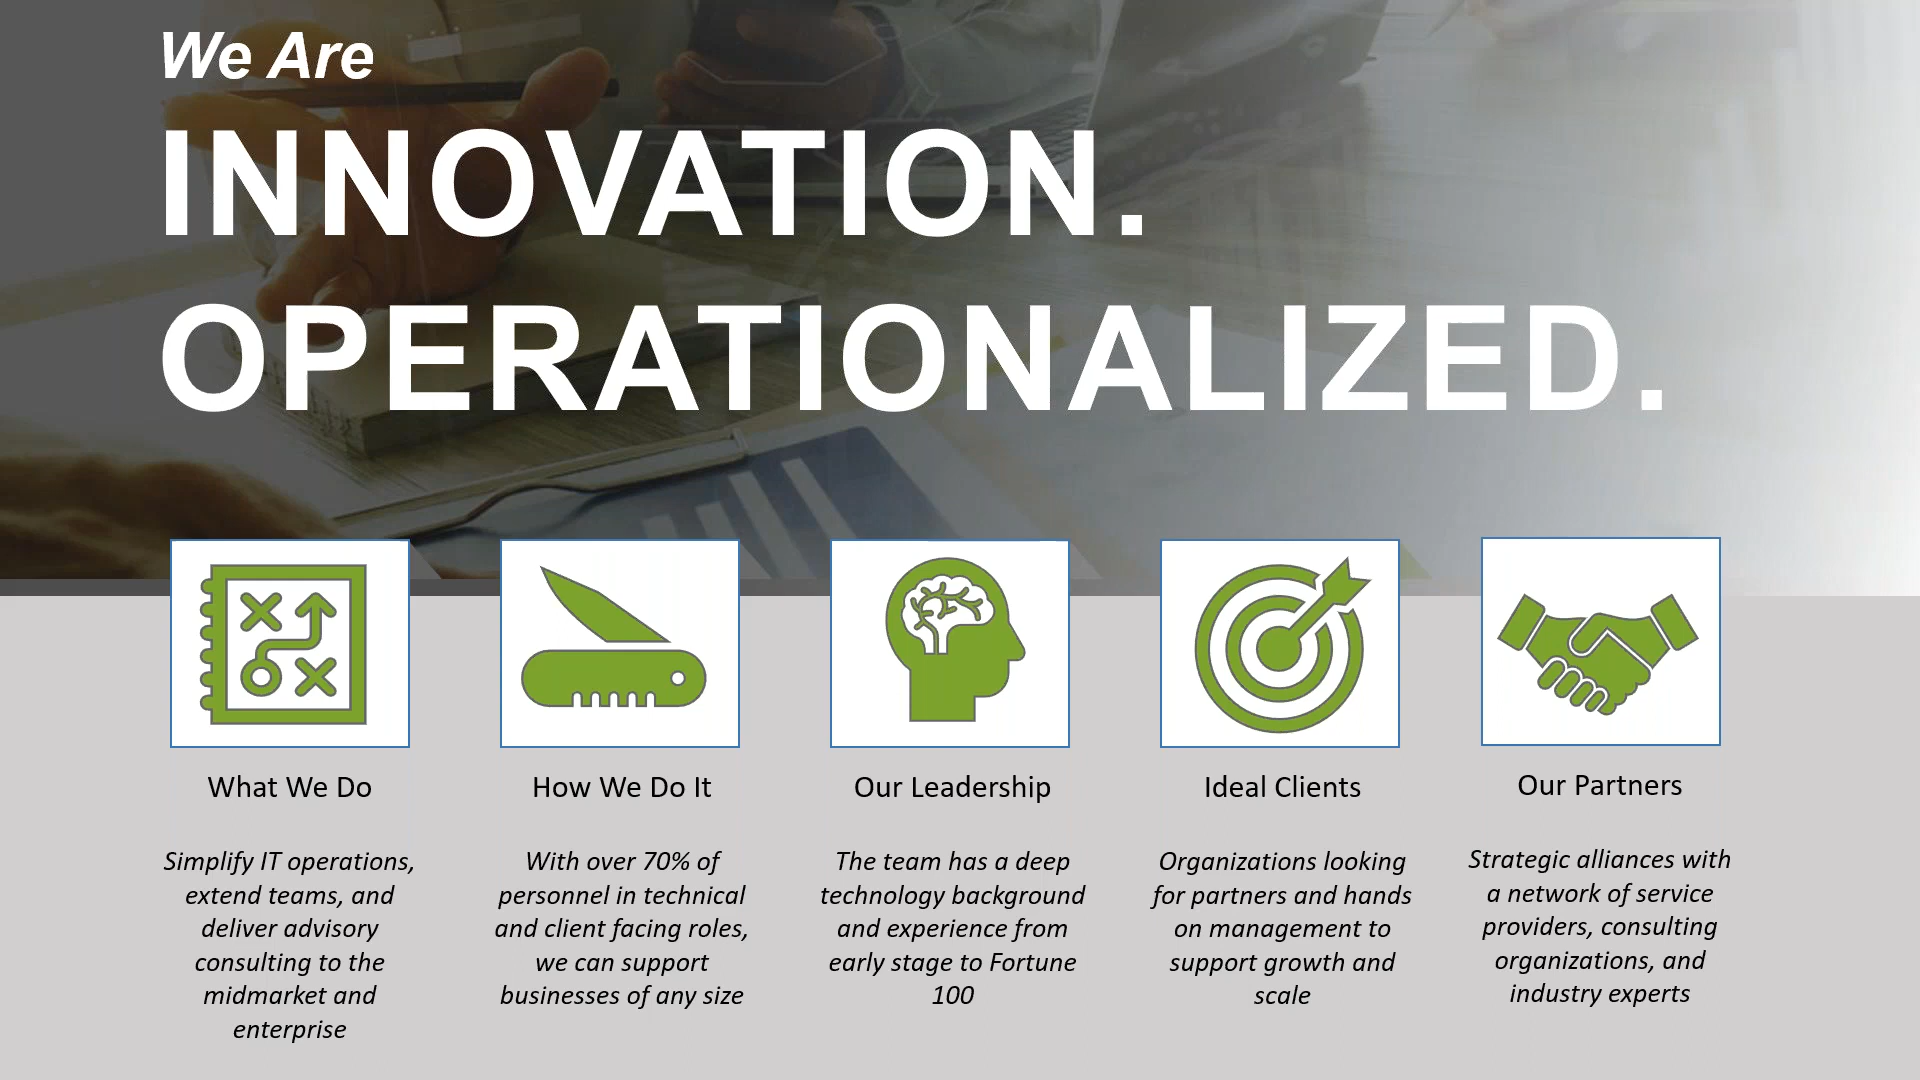 We Are
INNOVATION.
OPERATIONALIZED.
What We Do
Simplify IT operations,
extend teams, and
deliver advisory
consulting to the
midmarket and
enterprise
How We Do It
With over 70% of
personnel in technical
and client facing roles,
we can support
businesses of any size
Our Leadership
The team has a deep
technology background
and experience from
early stage to Fortune
100
Ideal Clients
Organizations looking
for partners and hands
on management to
support growth and
scale
Our Partners
Strategic alliances with
a network of service
providers, consulting
organizations, and
industry experts